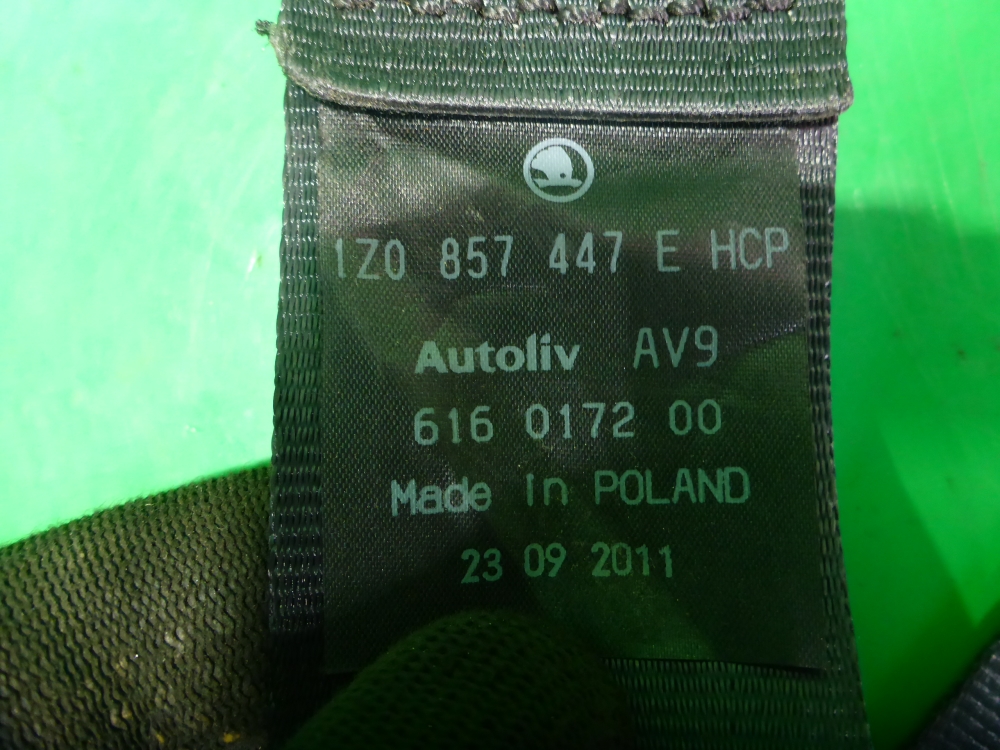 1Z0 857 447 E HCP
Autoliv AV9
616 0172 00
Made in POLAND
23 09 2011